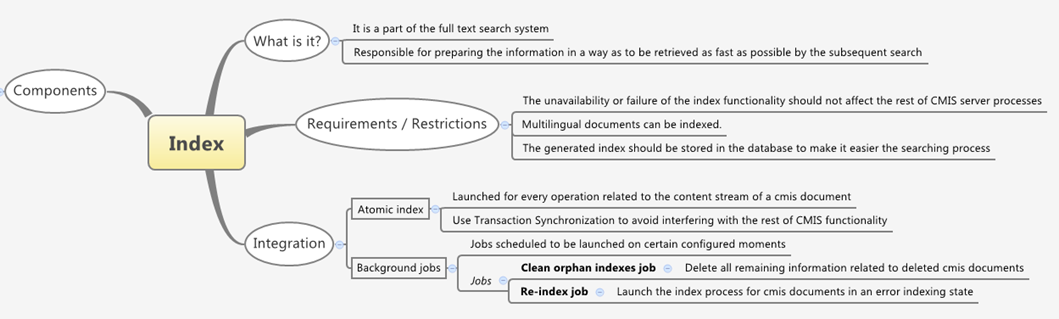 What is it?
It is a part of the full text search system
Responsible for preparing the information in a way as to be retrieved as fast as possible by the subsequent search
Components
Index
Requirements / Restrictions
The unavailability or failure of the index functionality should not affect the rest of CMIS server processes
Multilingual documents can be indexed.
The generated index should be stored in the database to make it easier the searching process
Integration
Atomic index
Launched for every operation related to the content stream of a cmis document
Use Transaction Synchronization to avoid interfering with the rest of CMIS functionality
Background jobs
Jobs scheduled to be launched on certain configured moments
Jobs
Clean orphan indexes job
Delete all remaining information related to deleted cmis documents
Re-index job
Launch the index process for cmis documents in an error indexing state